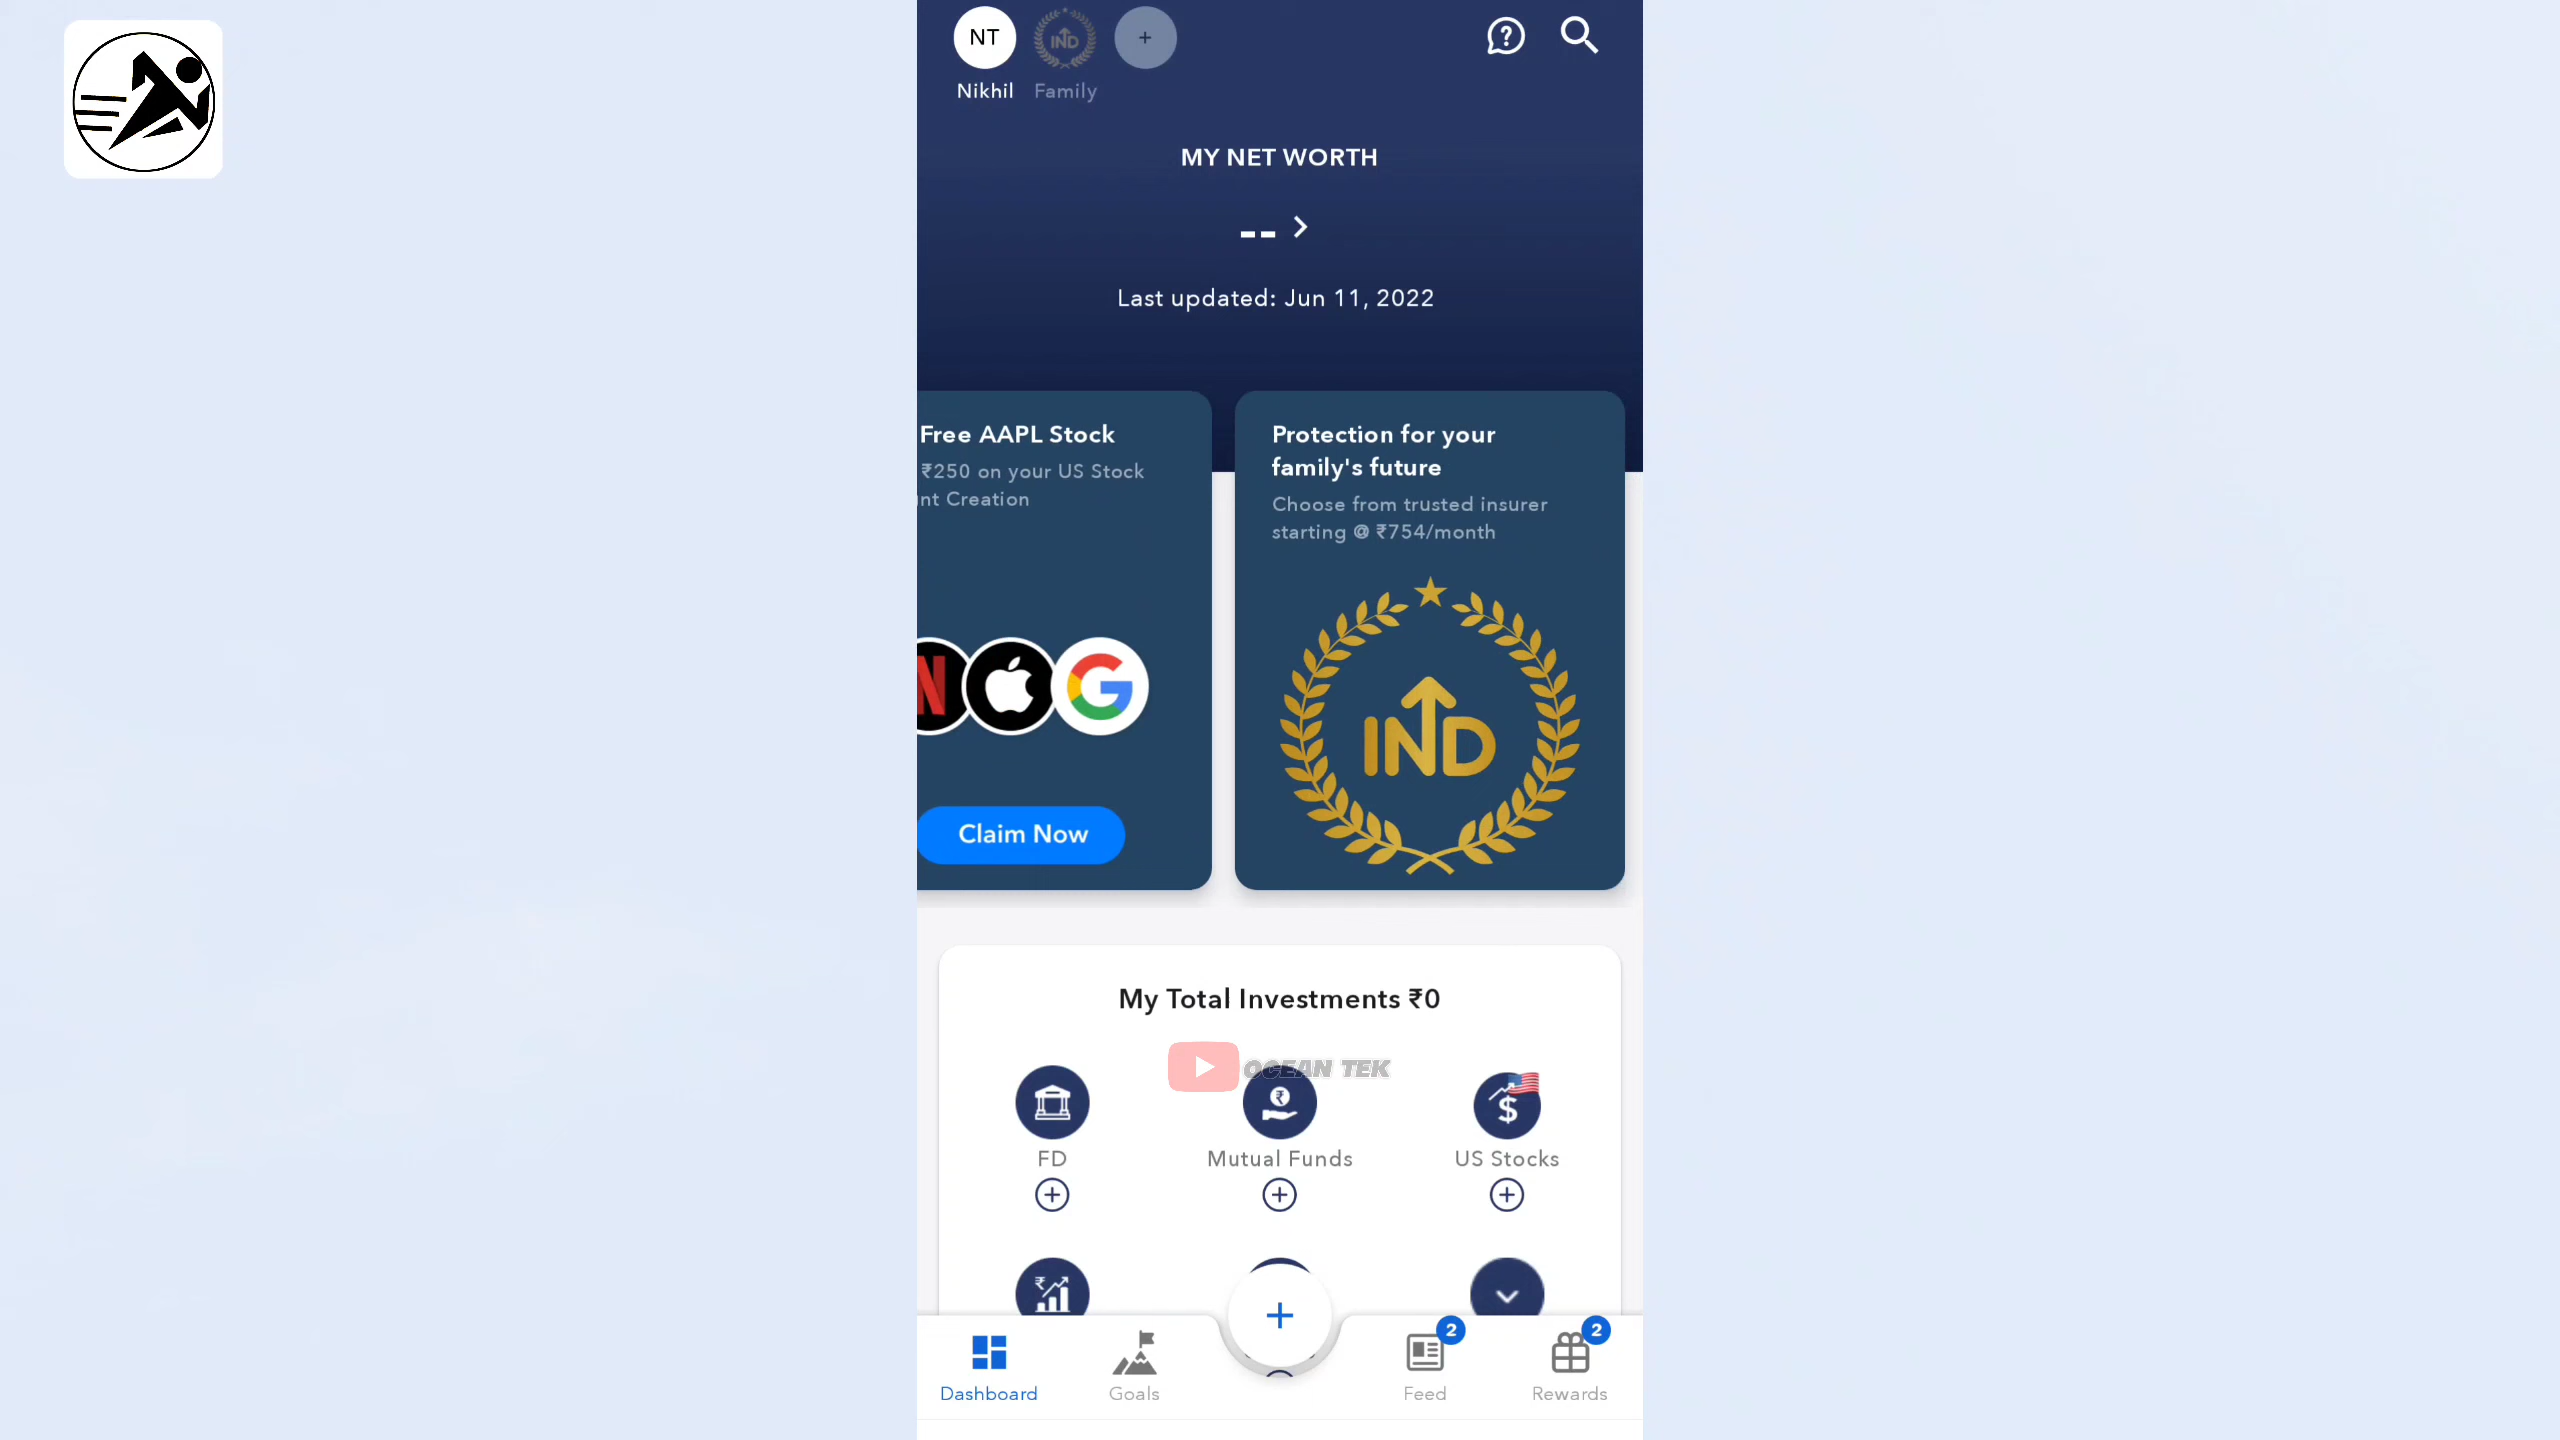 NT
IND
+
Nikhil
Family
MY NET WORTH
--
Last updated: Jun 11, 2022
Free AAPL Stock
₹250 on your US Stock
nt Creation
Claim Now
Protection for your
family's future
Choose from trusted insurer
starting @ ₹754/month
IND
My Total Investments ₹0
OCEAN TEK
FD
Mutual Funds
US Stocks
Dashboard
Goals
2
Feed
2
Rewards